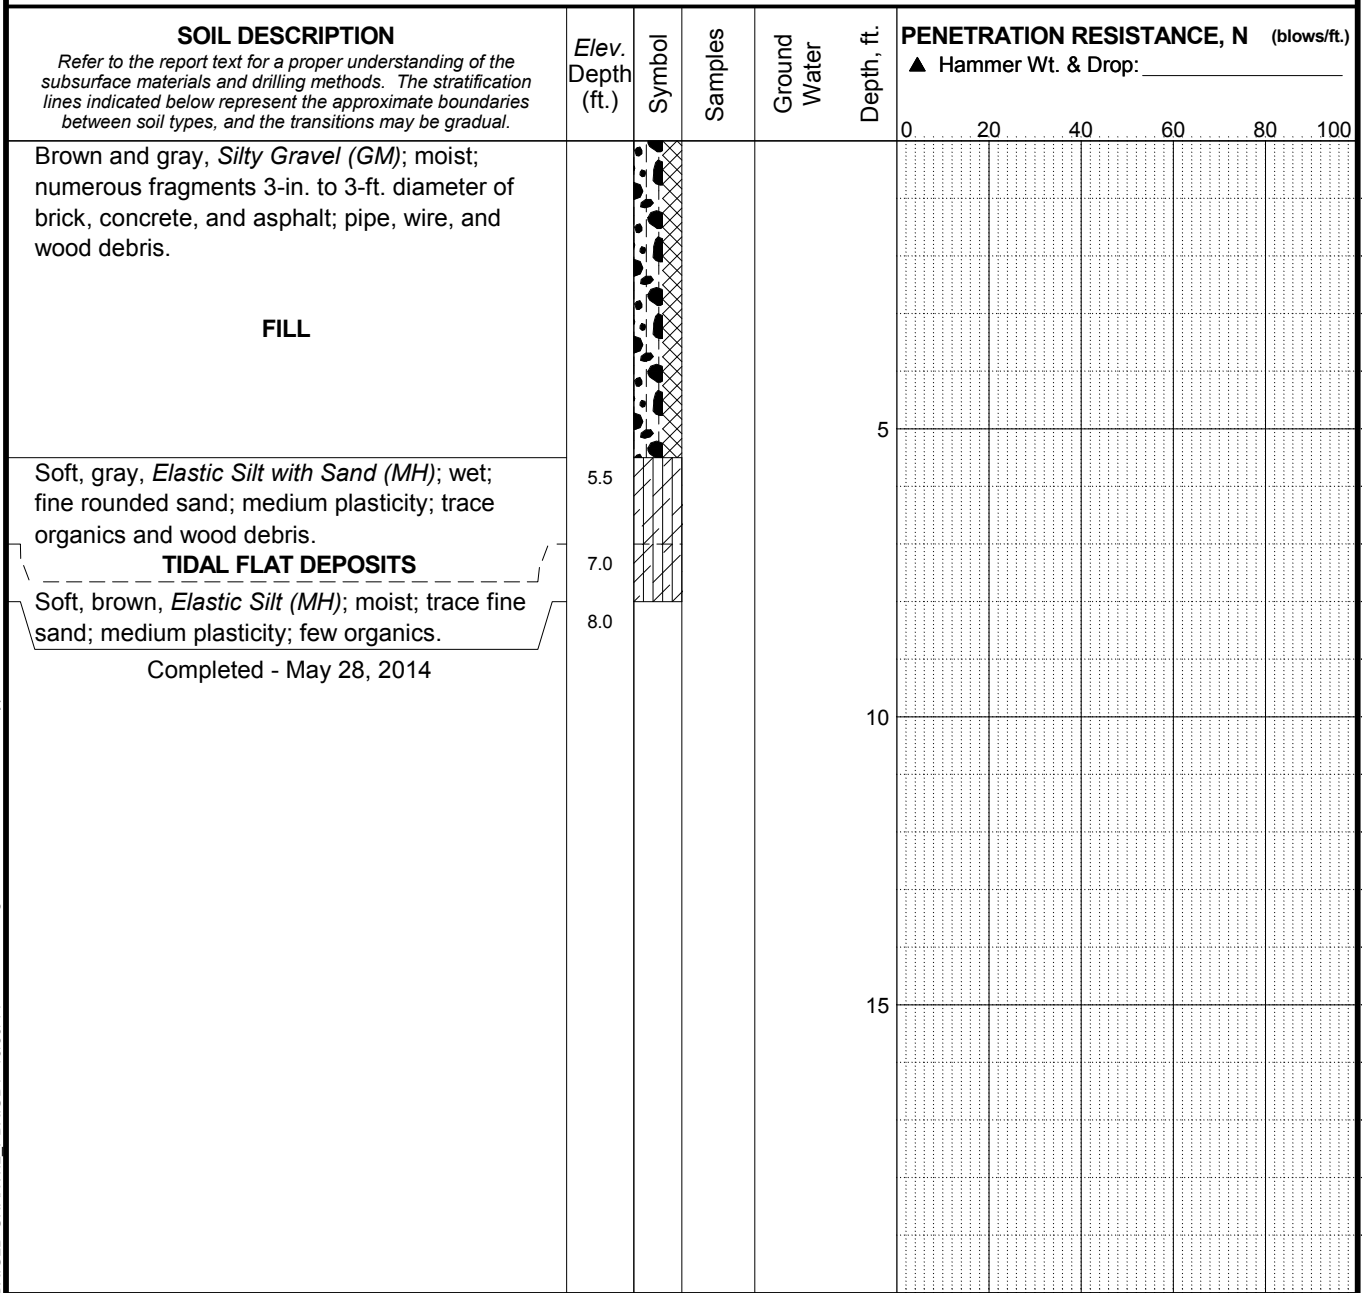 SOIL DESCRIPTION
Refer to the report text for a proper understanding of the
subsurface materials and drilling methods. The stratification
lines indicated below represent the approximate boundaries
between soil types, and the transitions may be gradual.
Elev.
Depth
(ft.)
Symbol
Samples
Ground
Water
Depth, ft.
PENETRATION RESISTANCE, N (blows/ft.)
▲ Hammer Wt. & Drop:
0 20 40 60 80 100
Brown and gray, Silty Gravel (GM); moist;
numerous fragments 3-in. to 3-ft. diameter of
brick, concrete, and asphalt; pipe, wire, and
wood debris.
FILL
5
Soft, gray, Elastic Silt with Sand (MH); wet;
fine rounded sand; medium plasticity; trace
organics and wood debris.
5.5
TIDAL FLAT DEPOSITS
7.0
Soft, brown, Elastic Silt (MH); moist; trace fine
sand; medium plasticity; few organics.
8.0
Completed - May 28, 2014
10
15